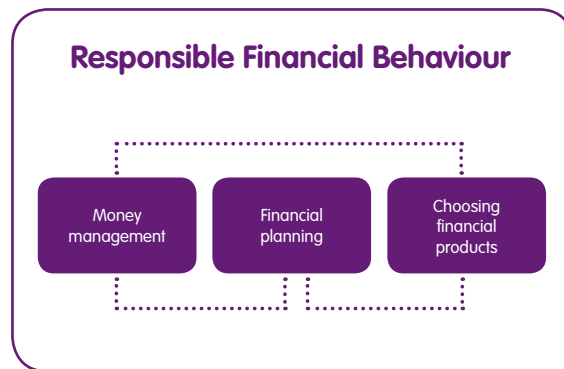 Responsible Financial Behaviour
Money
management
Financial
planning
Choosing
financial
products